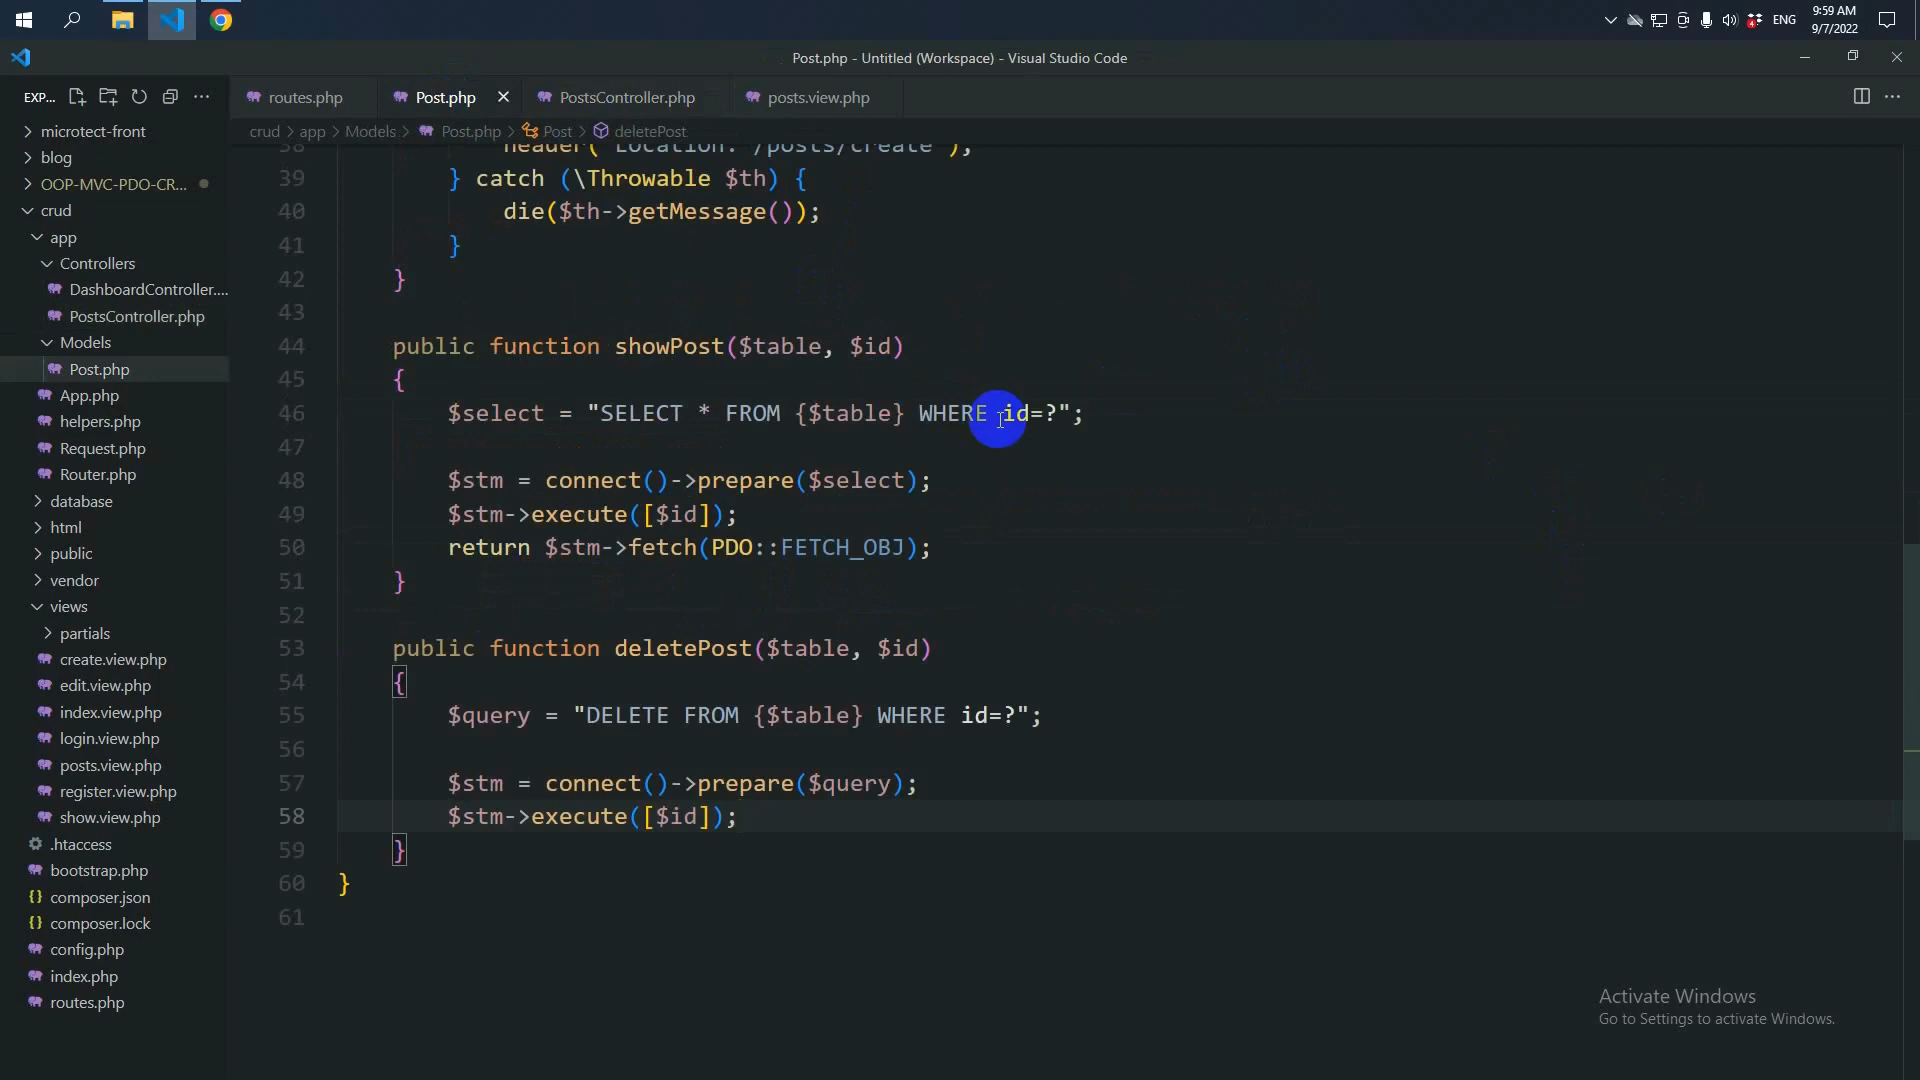 ENG
9:59 AM
9/7/2022
Post.php - Untitled (Workspace) - Visual Studio Code
EXP...
routes.php
Post.php
PostsController.php
posts.view.php
crud > app > Models > Post.php > Post > deletePost
microtect-front
blog
OOP-MVC-PDO-CR...
crud
app
Controllers
DashboardController....
PostsController.php
Models
Post.php
App.php
helpers.php
Request.php
Router.php
database
html
public
vendor
views
partials
create.view.php
edit.view.php
index.view.php
login.view.php
posts.view.php
register.view.php
show.view.php
.htaccess
bootstrap.php
composer.json
composer.lock
config.php
index.php
routes.php
38 header("Location: /posts/create");
39 } catch (\Throwable $th) {
40 die($th->getMessage());
41 }
42 }
43
44 public function showPost($table, $id)
45 {
46 $select = "SELECT * FROM {$table} WHERE id=?";
47
48 $stm = connect()->prepare($select);
49 $stm->execute([$id]);
50 return $stm->fetch(PDO::FETCH_OBJ);
51 }
52
53 public function deletePost($table, $id)
54 {
55 $query = "DELETE FROM {$table} WHERE id=?";
56
57 $stm = connect()->prepare($query);
58 $stm->execute([$id]);
59 }
60 }
61
Activate Windows
Go to Settings to activate Windows.